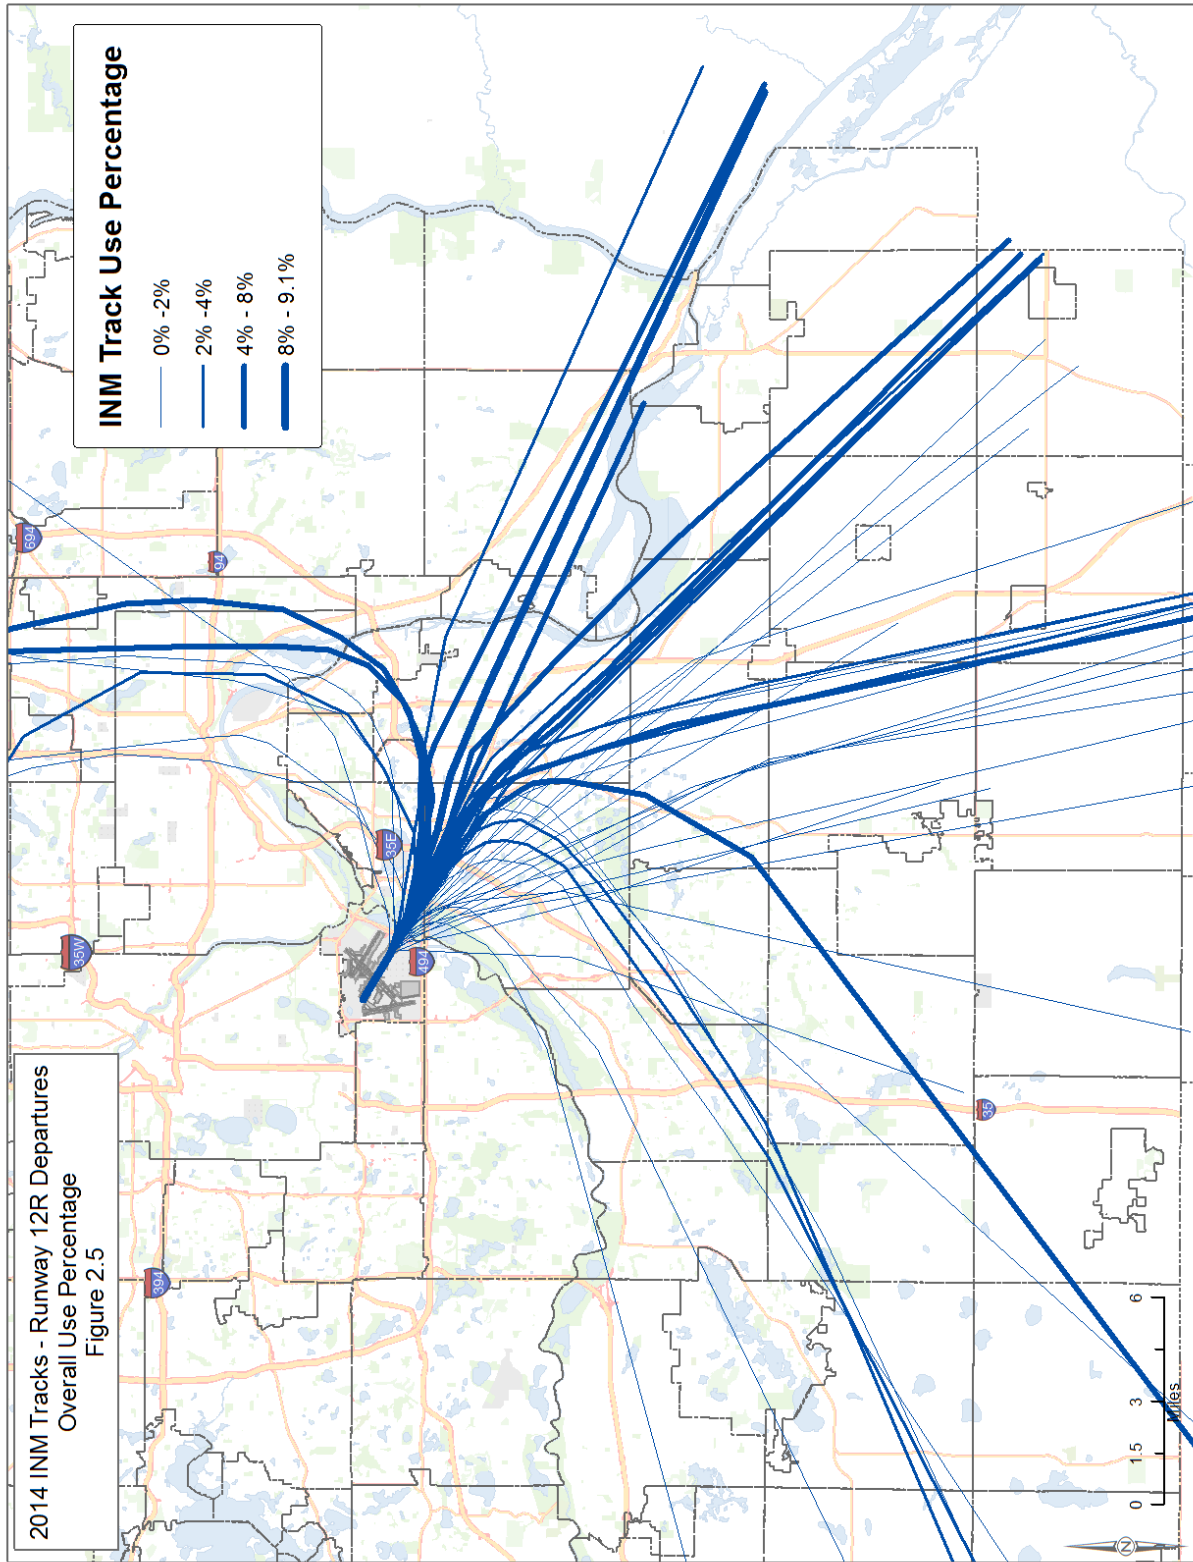 2014 INM Tracks - Runway 12R Departures
Overall Use Percentage
Figure 2.5
INM Track Use Percentage
0% -2%
2% -4%
4% - 8%
8% - 9.1%
394
35W
694
94
35E
494
35
0 1.5 3 6
Miles
N